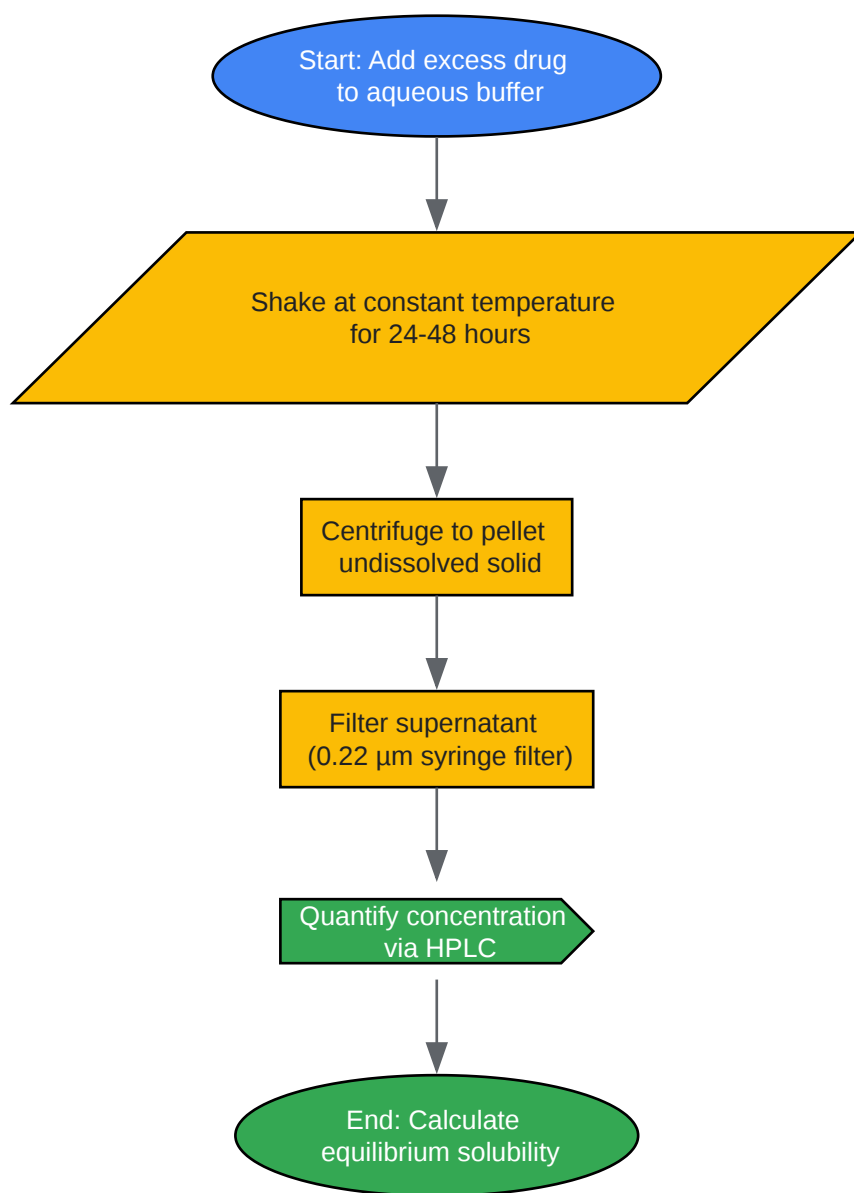 Start: Add excess drug
to aqueous buffer
Shake at constant temperature
for 24-48 hours
Centrifuge to pellet
undissolved solid
Filter supernatant
(0.22 µm syringe filter)
Quantify concentration
via HPLC
End: Calculate
equilibrium solubility